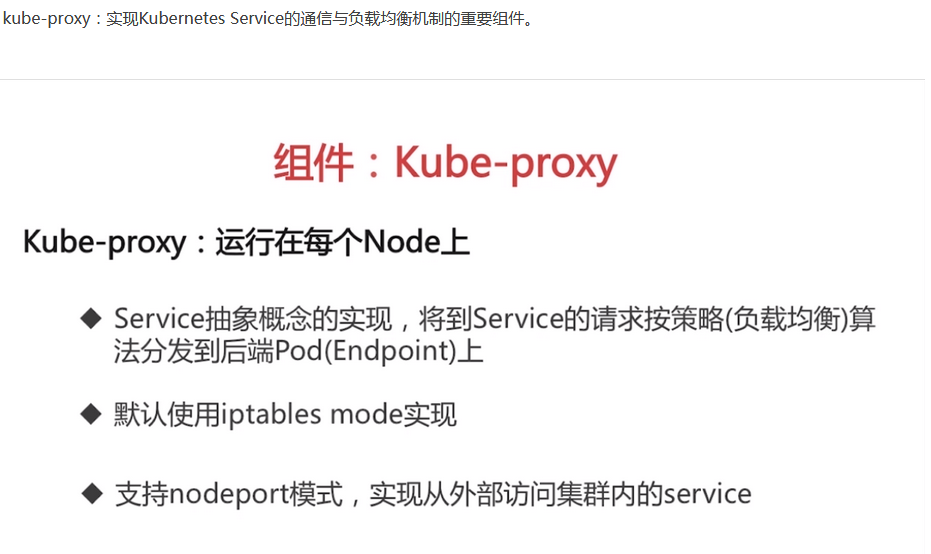 kube-proxy：实现Kubernetes Service的通信与负载均衡机制的重要组件。
组件：Kube-proxy
Kube-proxy：运行在每个Node上
◆ Service抽象概念的实现，将到Service的请求按策略(负载均衡)算
法分发到后端Pod(Endpoint)上
◆ 默认使用iptables mode实现
◆ 支持nodeport模式，实现从外部访问集群内的service